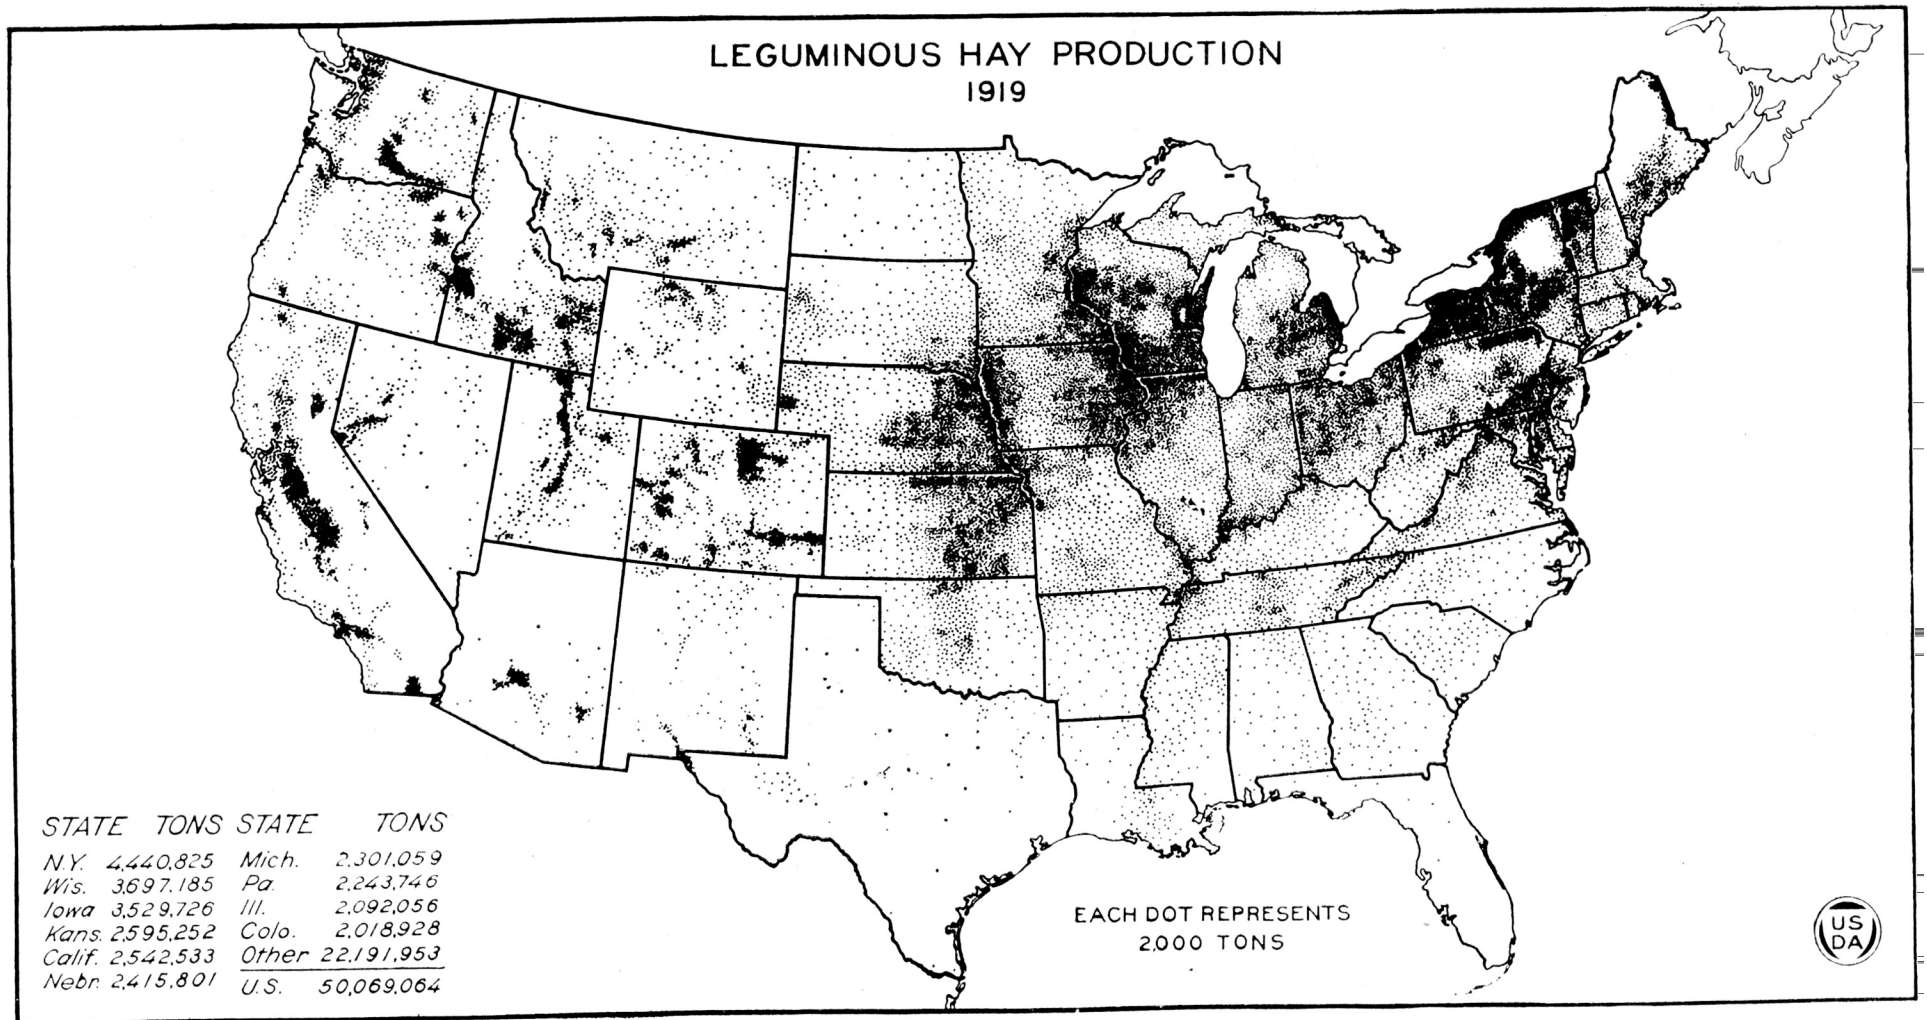 LEGUMINOUS HAY PRODUCTION
1919
STATE TONS STATE TONS
N.Y. 4,440,825 Mich. 2,301,059
Wis. 3,697,185 Pa. 2,243,746
Iowa 3,529,726 Ill. 2,092,056
Kans. 2,595,252 Colo. 2,018,928
Calif. 2,542,533 Other 22,191,953
Nebr. 2,415,801 U.S. 50,069,064
EACH DOT REPRESENTS
2,000 TONS
US
DA